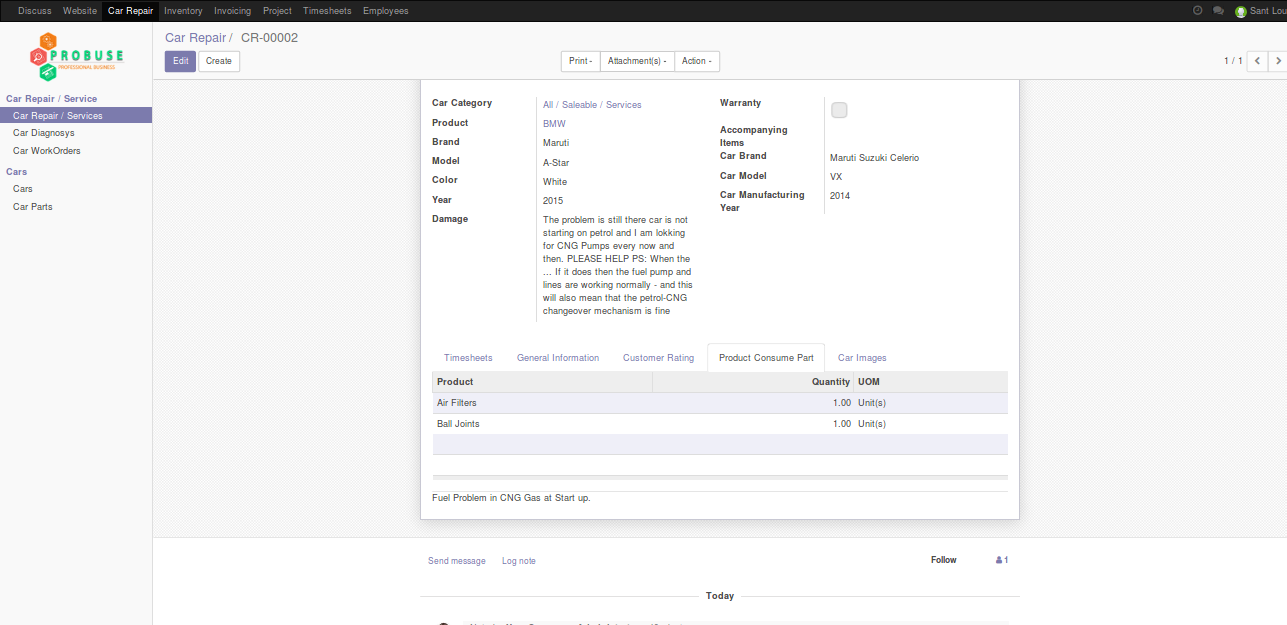 Discuss Website Car Repair Inventory Invoicing Project Timesheets Employees Sant Lou
PROBUSE
PROFESSIONAL BUSINESS
Car Repair / CR-00002
Edit Create Print Attachment(s) Action 1 / 1
Car Repair / Service
Car Repair / Services
Car Diagnosys
Car WorkOrders
Cars
Cars
Car Parts
Car Category All / Saleable / Services
Product BMW
Brand Maruti
Model A-Star
Color White
Year 2015
Damage The problem is still there car is not
starting on petrol and I am lokking
for CNG Pumps every now and
then. PLEASE HELP PS: When the
... If it does then the fuel pump and
lines are working normally - and this
will also mean that the petrol-CNG
changeover mechanism is fine
Warranty
Accompanying
Items
Car Brand Maruti Suzuki Celerio
Car Model VX
Car Manufacturing 2014
Year
Timesheets General Information Customer Rating Product Consume Part Car Images
Product Quantity UOM
Air Filters 1.00 Unit(s)
Ball Joints 1.00 Unit(s)
Fuel Problem in CNG Gas at Start up.
Send message Log note Follow 1
Today